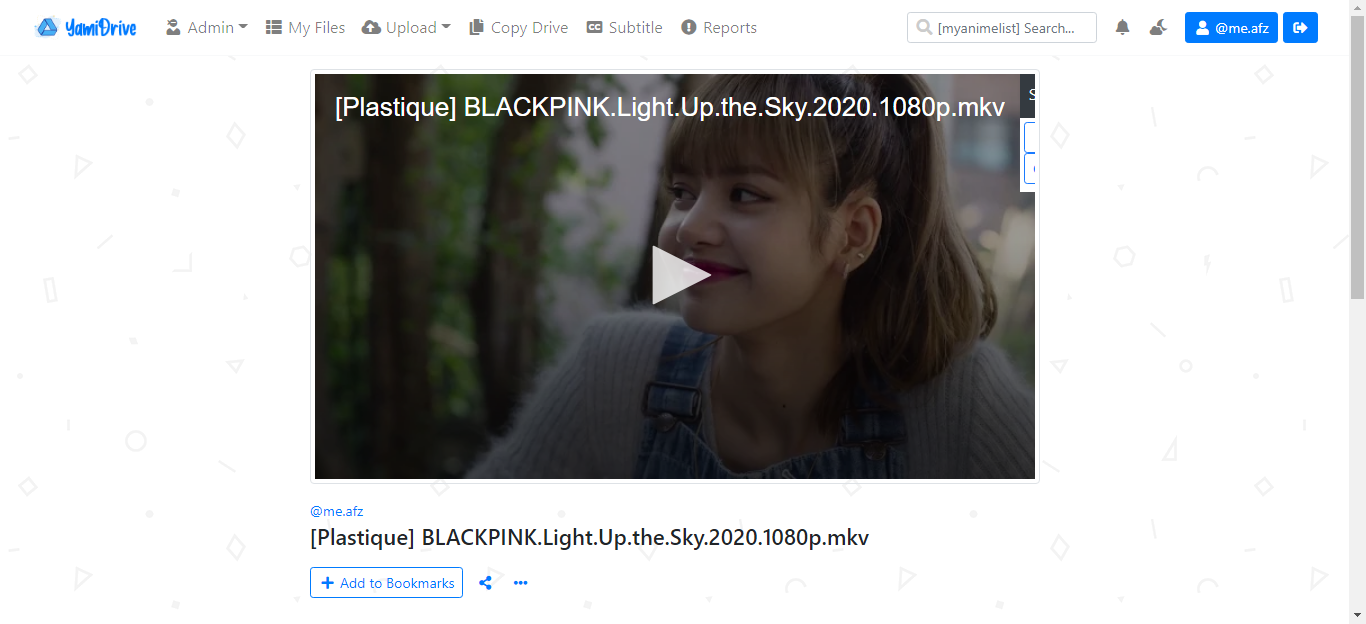 YamiDrive Admin My Files Upload Copy Drive Subtitle Reports [myanimelist] Search... @me.afz
[Plastique] BLACKPINK.Light.Up.the.Sky.2020.1080p.mkv
@me.afz
[Plastique] BLACKPINK.Light.Up.the.Sky.2020.1080p.mkv
Add to Bookmarks